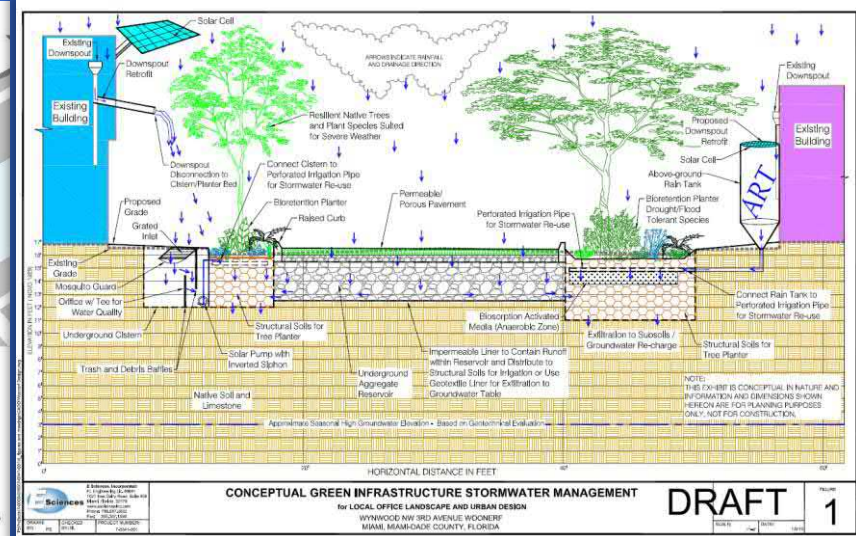 Solar Cell
Existing
Downspout
Downspout
Retrofit
Existing
Building
ARROWS INDICATE RAINFALL
AND DRAINAGE DIRECTION
Existing
Downspout
Proposed
Downspout
Retrofit
Solar Cell
Existing
Building
Above-ground
Rain Tank
ART
Resilient Native Trees
and Plant Species Suited
for Severe Weather
Downspout
Disconnection to
Cistern/Planter Bed
Connect Cistern to
Perforated Irrigation Pipe
for Stormwater Re-use
Bioretention Planter
Raised Curb
Permeable/
Porous Pavement
Perforated Irrigation Pipe
for Stormwater Re-use
Bioretention Planter
Drought/Flood
Tolerant Species
Proposed
Grade
Grated
Inlet
Existing
Grade
Mosquito Guard
Orifice w/ Tee for
Water Quality
Underground Cistern
Trash and Debris Baffles
Structural Soils for
Tree Planter
Solar Pump with
Inverted Siphon
Native Soil and
Limestone
Underground
Aggregate
Reservoir
Impermeable Liner to Contain Runoff
within Reservoir and Distribute to
Structural Soils for Irrigation or Use
Geotextile Liner for Exfiltration to
Groundwater Table
Biosorption Activated
Media (Anaerobic Zone)
Exfiltration to Subsoils /
Groundwater Re-charge
Connect Rain Tank to
Perforated Irrigation Pipe
for Stormwater Re-use
Structural Soils for
Tree Planter
NOTE:
THIS EXHIBIT IS CONCEPTUAL IN NATURE AND
INFORMATION AND DIMENSIONS SHOWN
HEREON ARE FOR PLANNING PURPOSES
ONLY, NOT FOR CONSTRUCTION.
Approximate Seasonal High Groundwater Elevation - Based on Geotechnical Evaluation
HORIZONTAL DISTANCE IN FEET
Sciences
E Sciences, Incorporated
CONCEPTUAL GREEN INFRASTRUCTURE STORMWATER MANAGEMENT
for LOCAL OFFICE LANDSCAPE AND URBAN DESIGN
WYNWOOD NW 3RD AVENUE WOONERF
MIAMI, MIAMI-DADE COUNTY, FLORIDA
DRAFT
FIGURE
1